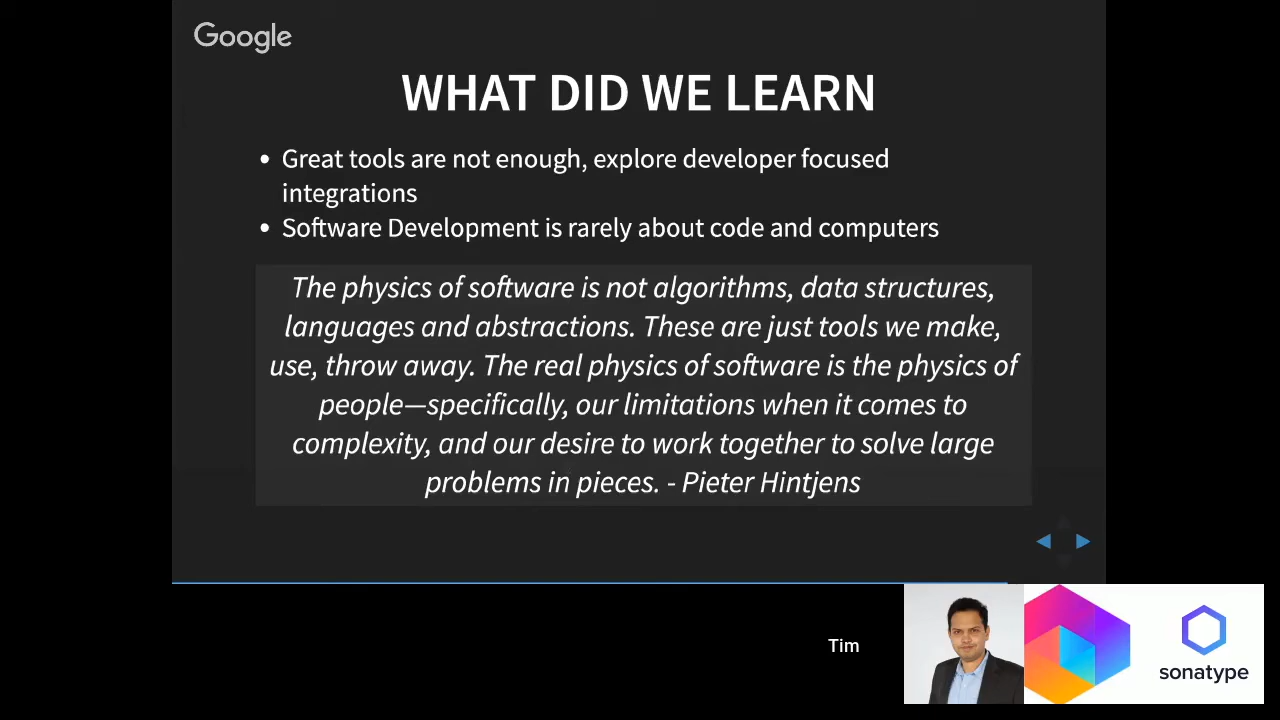 Google
WHAT DID WE LEARN
• Great tools are not enough, explore developer focused
integrations
• Software Development is rarely about code and computers
The physics of software is not algorithms, data structures,
languages and abstractions. These are just tools we make,
use, throw away. The real physics of software is the physics of
people—specifically, our limitations when it comes to
complexity, and our desire to work together to solve large
problems in pieces. - Pieter Hintjens
Tim
sonatype